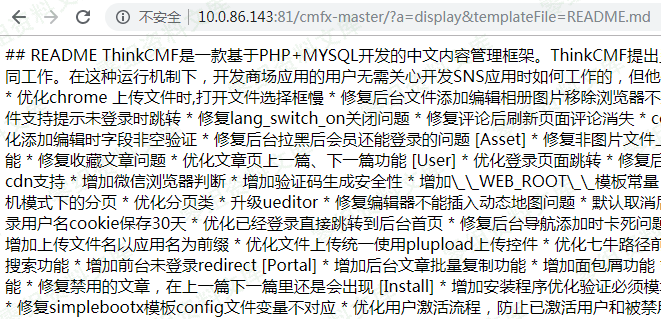 不安全 10.0.86.143:81/cmfx-master/?a=display&templateFile=README.md
## README ThinkCMF是一款基于PHP+MYSQL开发的中文内容管理框架。ThinkCMF提出
同工作。在这种运行机制下，开发商场应用的用户无需关心开发SNS应用时如何工作的，但他
* 优化chrome 上传文件时,打开文件选择框慢 * 修复后台文件添加编辑相册图片移除浏览器不
件支持提示未登录时跳转 * 修复lang_switch_on关闭问题 * 修复评论后刷新页面评论消失 * c
化添加编辑时字段非空验证 * 修复后台拉黑后会员还能登录的问题 [Asset] * 修复非图片文件上
能 * 修复收藏文章问题 * 优化文章页上一篇、下一篇功能 [User] * 优化登录页面跳转 * 修复后
cdn支持 * 增加微信浏览器判断 * 增加验证码生成安全性 * 增加\_\_WEB_ROOT\_\_模板常量
机模式下的分页 * 优化分页类 * 升级ueditor * 修复编辑器不能插入动态地图问题 * 默认取消后
录用户名cookie保存30天 * 优化已经登录直接跳转到后台首页 * 修复后台导航添加时卡死问题
增加上传文件名以应用名为前缀 * 优化文件上传统一使用plupload上传控件 * 优化七牛路径前
搜索功能 * 增加前台未登录redirect [Portal] * 增加后台文章批量复制功能 * 增加面包屑功能 *
能 * 修复禁用的文章，在上一篇下一篇里还是会出现 [Install] * 增加安装程序优化验证必须模
* 修复simplebootx模板config文件变量不对应 * 优化用户激活流程，防止已激活用户和被禁